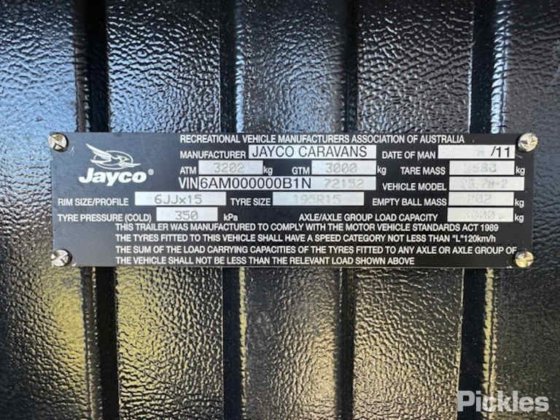 RECREATIONAL VEHICLE MANUFACTURERS ASSOCIATION OF AUSTRALIA
Jayco
MANUFACTURER JAYCO CARAVANS DATE OF MAN /11
ATM 3202 kg GTM 3000 kg TARE MASS kg
VIN 6AM000000B1N 72152 VEHICLE MODEL
RIM SIZE/PROFILE 6JJx15 TYRE SIZE 195R15 EMPTY BALL MASS kg
TYRE PRESSURE (COLD) kPa AXLE/AXLE GROUP LOAD CAPACITY kg
THIS TRAILER WAS MANUFACTURED TO COMPLY WITH THE MOTOR VEHICLE STANDARDS ACT 1989
THE TYRES FITTED TO THIS VEHICLE SHALL HAVE A SPEED CATEGORY NOT LESS THAN "L"120km/h
THE SUM OF THE LOAD CARRYING CAPACITIES OF THE TYRES FITTED TO ANY AXLE OR AXLE GROUP OF
THE VEHICLE SHALL NOT BE LESS THAN THE RELEVANT LOAD SHOWN ABOVE
Pickles